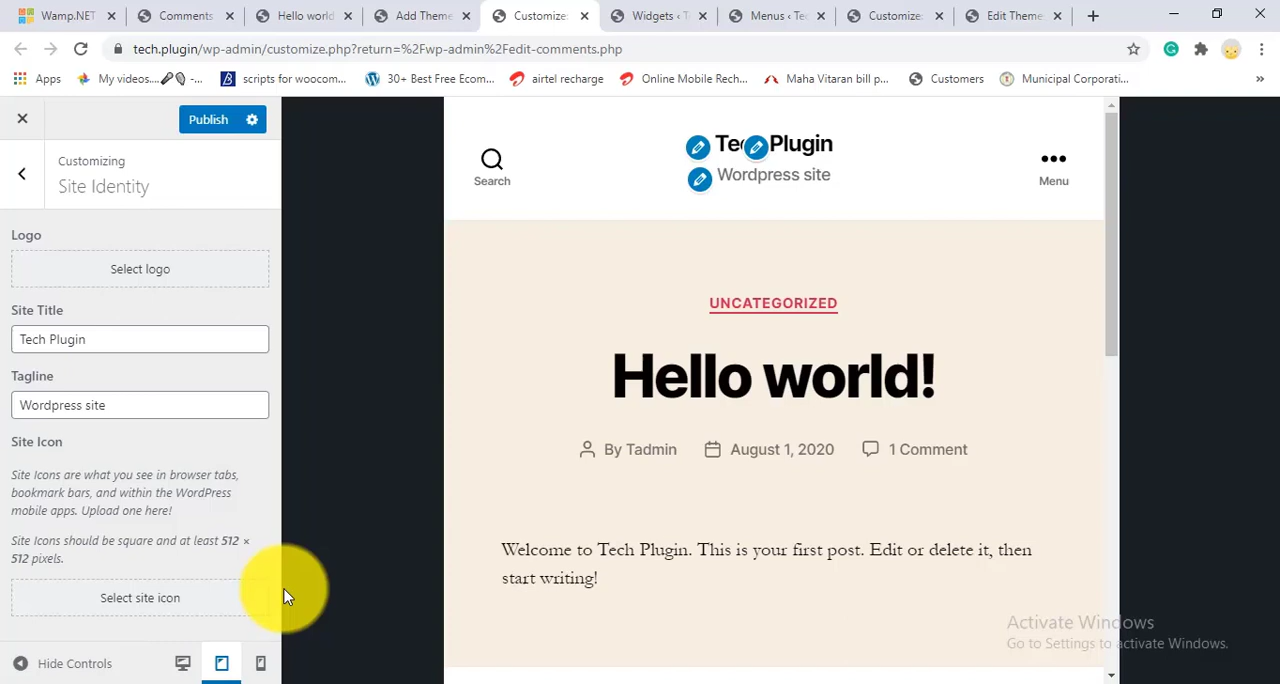 Wamp.NET
Comments
Hello world
Add Theme
Customize:
Widgets ‹ T
Menus ‹ Tec
Customize:
Edit Theme
tech.plugin/wp-admin/customize.php?return=%2Fwp-admin%2Fedit-comments.php
Apps
My videos....
scripts for woocom...
30+ Best Free Ecom...
airtel recharge
Online Mobile Rech...
Maha Vitaran bill p...
Customers
Municipal Corporati...
»
Publish
Customizing
Site Identity
Logo
Select logo
Site Title
Tech Plugin
Tagline
Wordpress site
Site Icon
Site Icons are what you see in browser tabs,
bookmark bars, and within the WordPress
mobile apps. Upload one here!
Site Icons should be square and at least 512 ×
512 pixels.
Select site icon
Hide Controls
Search
Te Plugin
Wordpress site
Menu
UNCATEGORIZED
Hello world!
By Tadmin
August 1, 2020
1 Comment
Welcome to Tech Plugin. This is your first post. Edit or delete it, then
start writing!
Activate Windows
Go to Settings to activate Windows.